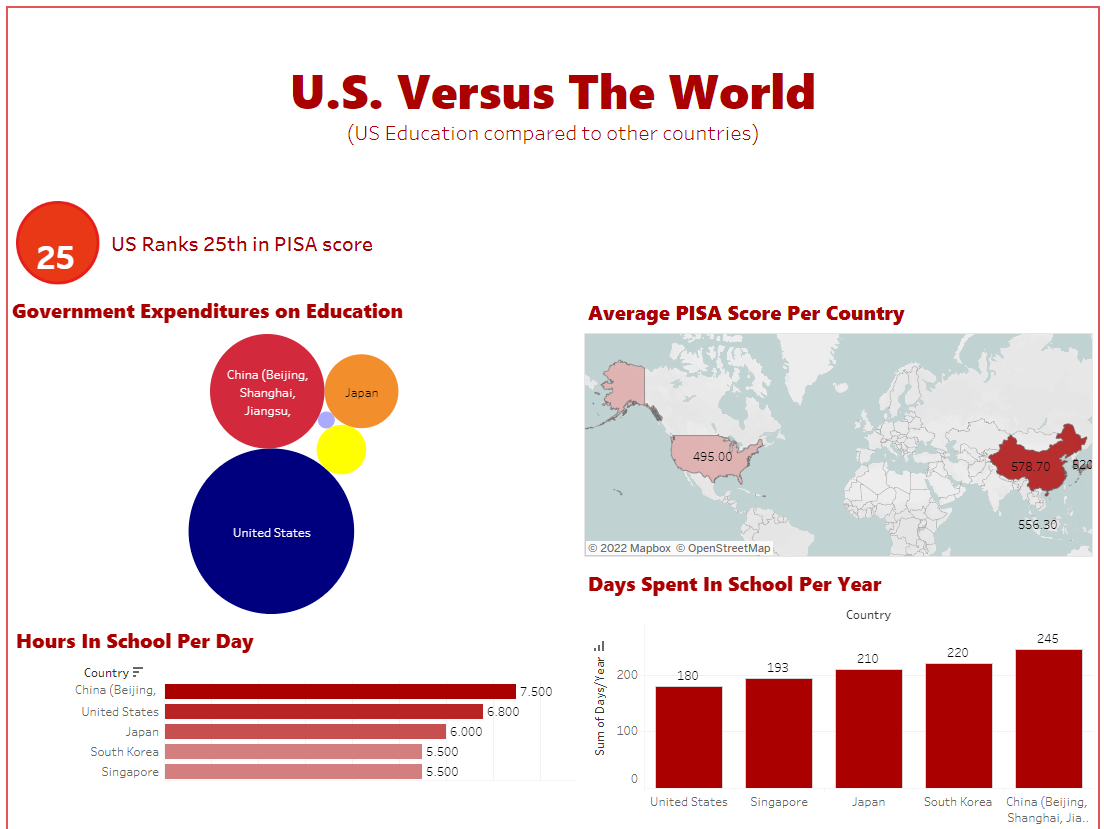 U.S. Versus The World
(US Education compared to other countries)
25
US Ranks 25th in PISA score
Government Expenditures on Education
China (Beijing,
Shanghai,
Jiangsu,
Japan
United States
Average PISA Score Per Country
495.00
578.70
520
556.30
© 2022 Mapbox © OpenStreetMap
Hours In School Per Day
Country
China (Beijing,
7.500
United States
6.800
Japan
6.000
South Korea
5.500
Singapore
5.500
Days Spent In School Per Year
Country
Sum of Days/Year
200
100
0
180
193
210
220
245
United States
Singapore
Japan
South Korea
China (Beijing,
Shanghai, Jia..